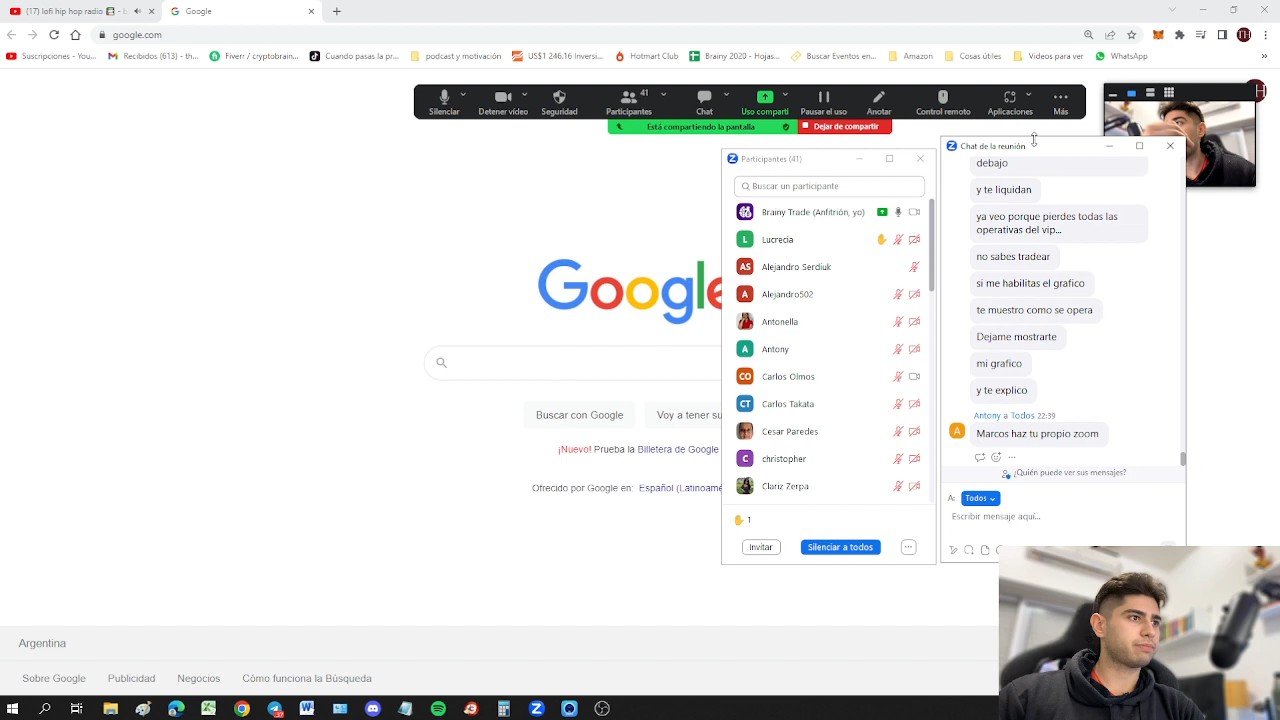 (17) lofi hip hop radio
Google
google.com
Suscripciones - You...
Recibidos (613) - th...
Fiverr / cryptobrain...
Cuando pasas la pr...
podcast y motivación
US$1 246.16 Inversi...
Hotmart Club
Brainy 2020 - Hojas...
Buscar Eventos en...
Amazon
Cosas útiles
Videos para ver
WhatsApp
»
Silenciar
Detener video
Seguridad
41
Participantes
Chat
Uso comparti
Pausar el uso
Anotar
Control remoto
Aplicaciones
Más
Está compartiendo la pantalla
Dejar de compartir
Google
Buscar con Google
Voy a tener su
¡Nuevo! Prueba la Billetera de Google
Ofrecido por Google en: Español (Latinoamé
Participantes (41)
Buscar un participante
Brainy Trade (Anfitrión, yo)
L Lucrecia
AS Alejandro Serdiuk
A Alejandro502
Antonella
A Antony
CO Carlos Olmos
CT Carlos Takata
Cesar Paredes
C christopher
Clariz Zerpa
1
Invitar
Silenciar a todos
Chat de la reunión
debajo
y te liquidan
ya veo porque pierdes todas las
operativas del vip...
no sabes tradear
si me habilitas el grafico
te muestro como se opera
Dejame mostrarte
mi grafico
y te explico
Antony a Todos 22:39
A
Marcos haz tu propio zoom
¿Quién puede ver sus mensajes?
A: Todos
Escribir mensaje aquí...
Argentina
Sobre Google
Publicidad
Negocios
Cómo funciona la Búsqueda